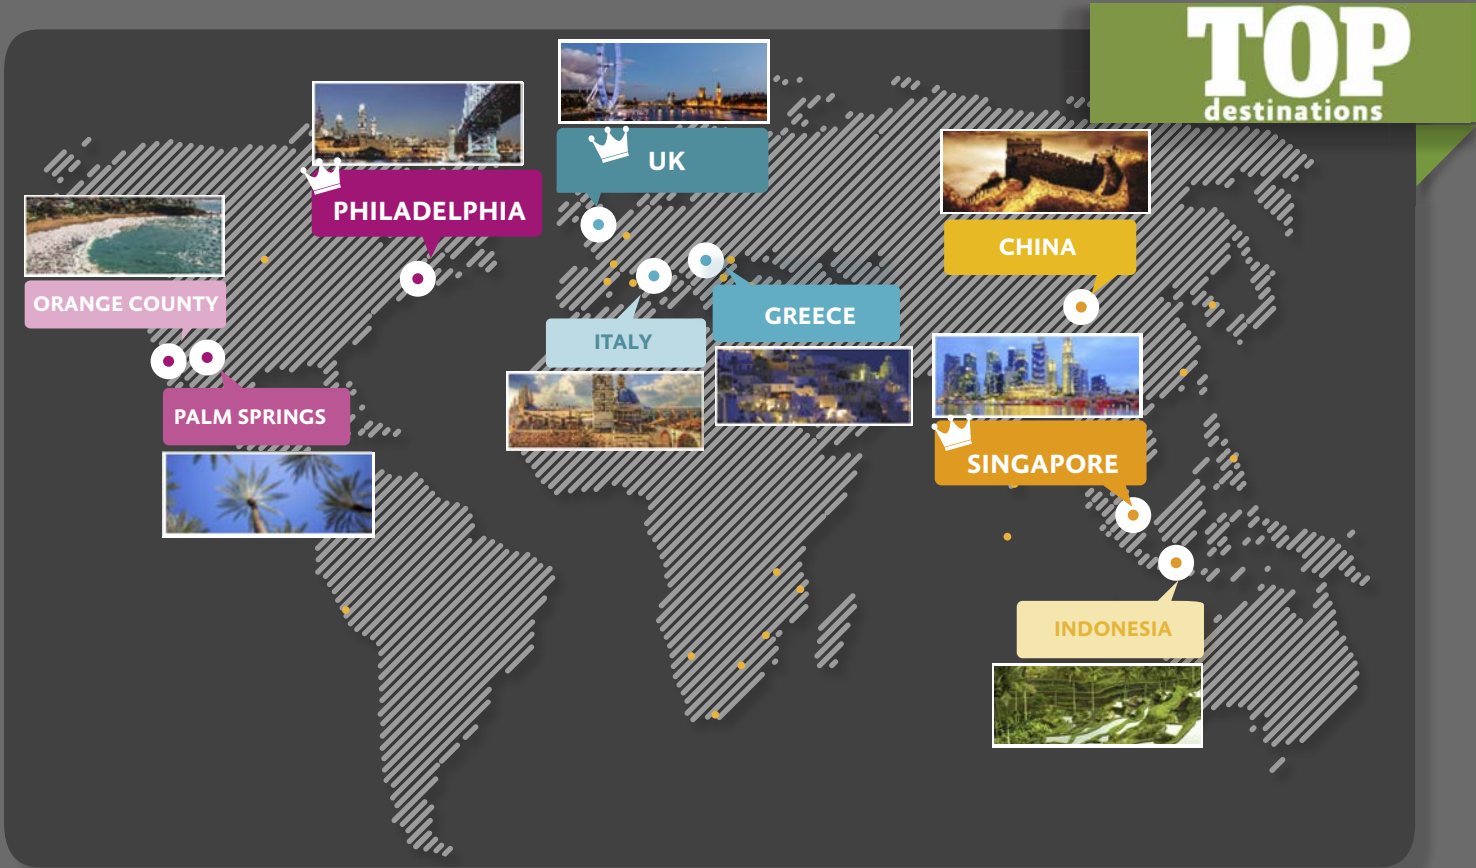 TOP
destinations
UK
PHILADELPHIA
CHINA
ORANGE COUNTY
GREECE
ITALY
PALM SPRINGS
SINGAPORE
INDONESIA